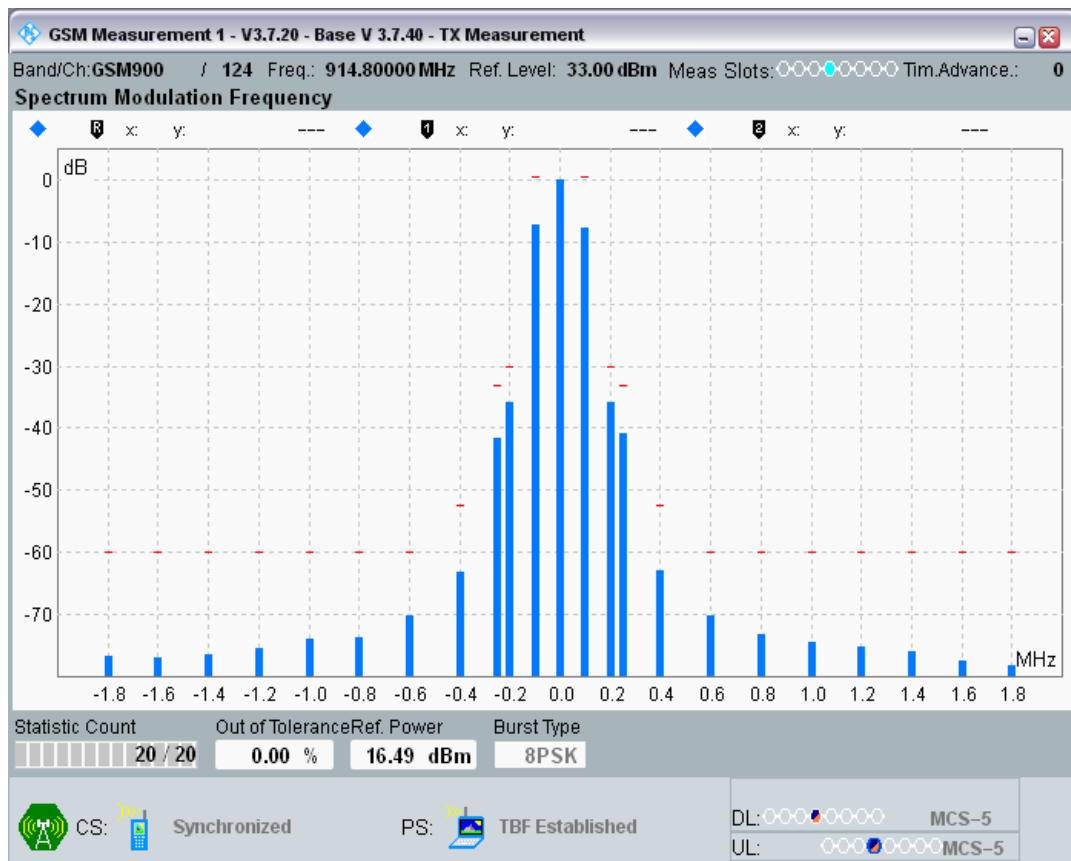 GSM Measurement 1 - V3.7.20 - Base V 3.7.40 - TX Measurement
Band/Ch:GSM900 / 124 Freq.: 914.80000 MHz Ref. Level: 33.00 dBm Meas Slots: Tim.Advance.: 0
Spectrum Modulation Frequency
R x: y: --- 1 x: y: --- 2 x: y: ---
dB
0
-10
-20
-30
-40
-50
-60
-70
MHz
-1.8 -1.6 -1.4 -1.2 -1.0 -0.8 -0.6 -0.4 -0.2 0.0 0.2 0.4 0.6 0.8 1.0 1.2 1.4 1.6 1.8
Statistic Count Out of Tolerance Ref. Power Burst Type
20 / 20 0.00 % 16.49 dBm 8PSK
CS: Synchronized PS: TBF Established
DL: MCS-5
UL: MCS-5